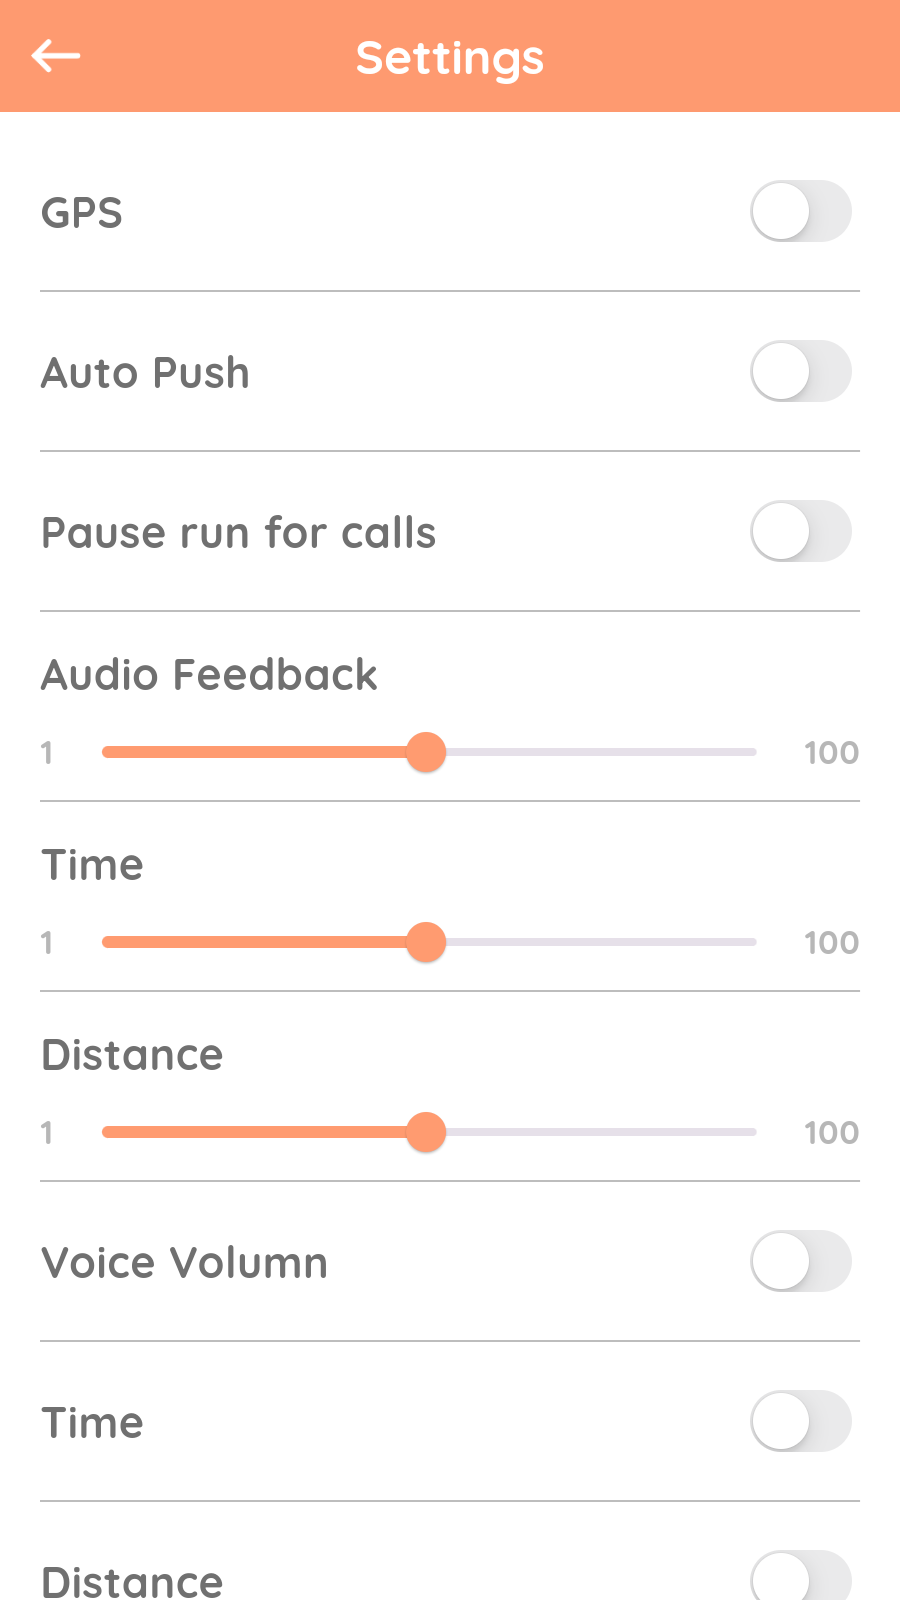 Settings
GPS
Auto Push
Pause run for calls
Audio Feedback
1 100
Time
1 100
Distance
1 100
Voice Volumn
Time
Distance